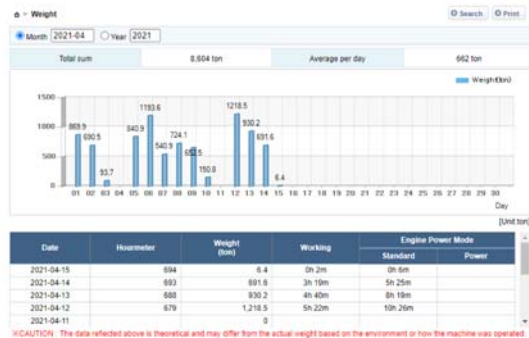 > Weight
Search Print
Month 2021-04 Year 2021
Total sum 8,604 ton Average per day 662 ton
Weight(ton)
1500
1000
500
0
869.9 690.5 93.7 840.9 1193.6 540.9 724.1 652.5 150.8 1218.5 930.2 691.6 6.4
01 02 03 04 05 06 07 08 09 10 11 12 13 14 15 16 17 18 19 20 21 22 23 24 25 26 27 28 29 30
Day
[Unit:ton]
Date Hourmeter Weight (ton) Working Engine Power Mode
Standard Power
2021-04-15 694 6.4 0h 2m 0h 6m
2021-04-14 693 691.6 3h 19m 5h 25m
2021-04-13 688 930.2 4h 40m 8h 19m
2021-04-12 679 1,218.5 5h 22m 10h 26m
2021-04-11 0
※CAUTION : The data reflected above is theoretical and may differ from the actual weight based on the environment or how the machine was operated.